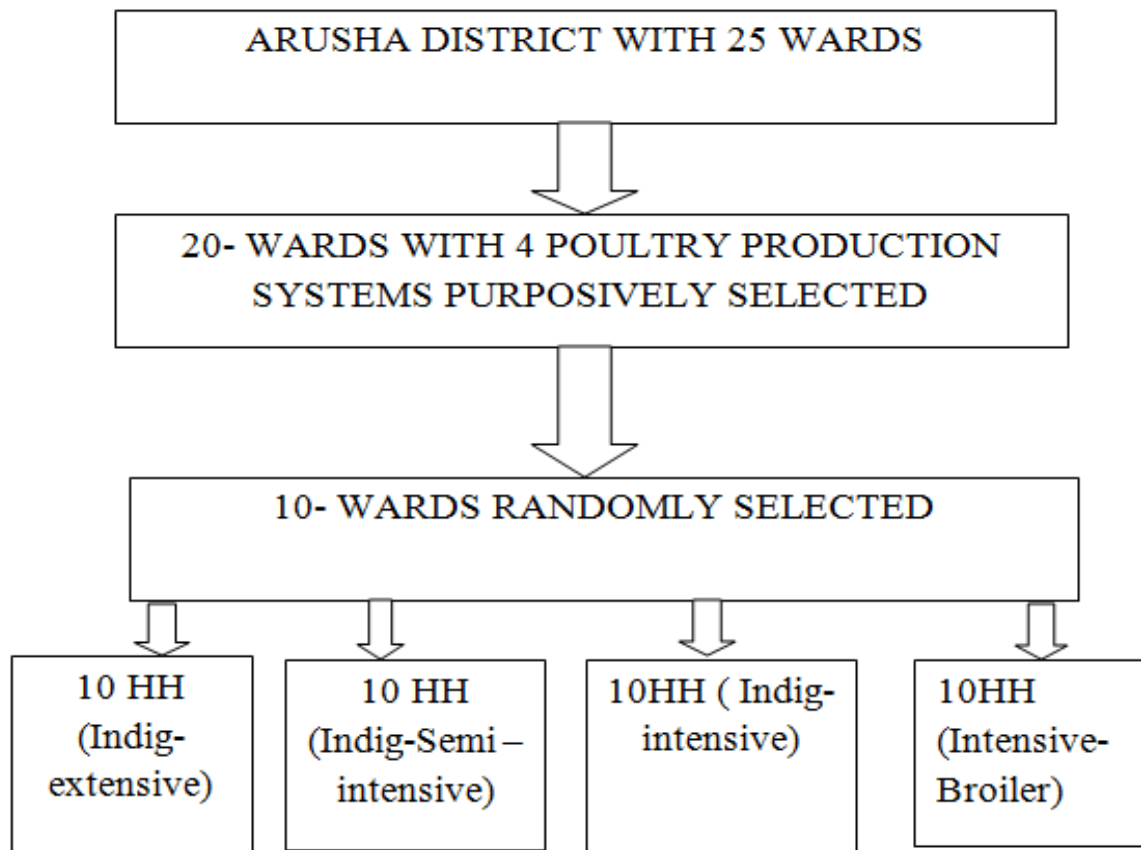 ARUSHA DISTRICT WITH 25 WARDS
20- WARDS WITH 4 POULTRY PRODUCTION
SYSTEMS PURPOSIVELY SELECTED
10- WARDS RANDOMLY SELECTED
10 HH
(Indig-
extensive)
10 HH
(Indig-Semi –
intensive)
10HH ( Indig-
intensive)
10HH
(Intensive-
Broiler)